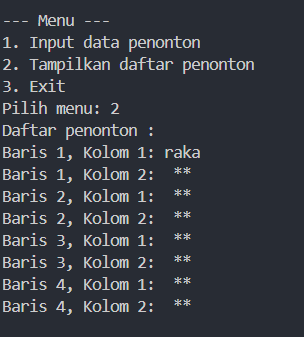 --- Menu ---
1. Input data penonton
2. Tampilkan daftar penonton
3. Exit
Pilih menu: 2
Daftar penonton :
Baris 1, Kolom 1: raka
Baris 1, Kolom 2:  **
Baris 2, Kolom 1:  **
Baris 2, Kolom 2:  **
Baris 3, Kolom 1:  **
Baris 3, Kolom 2:  **
Baris 4, Kolom 1:  **
Baris 4, Kolom 2:  **